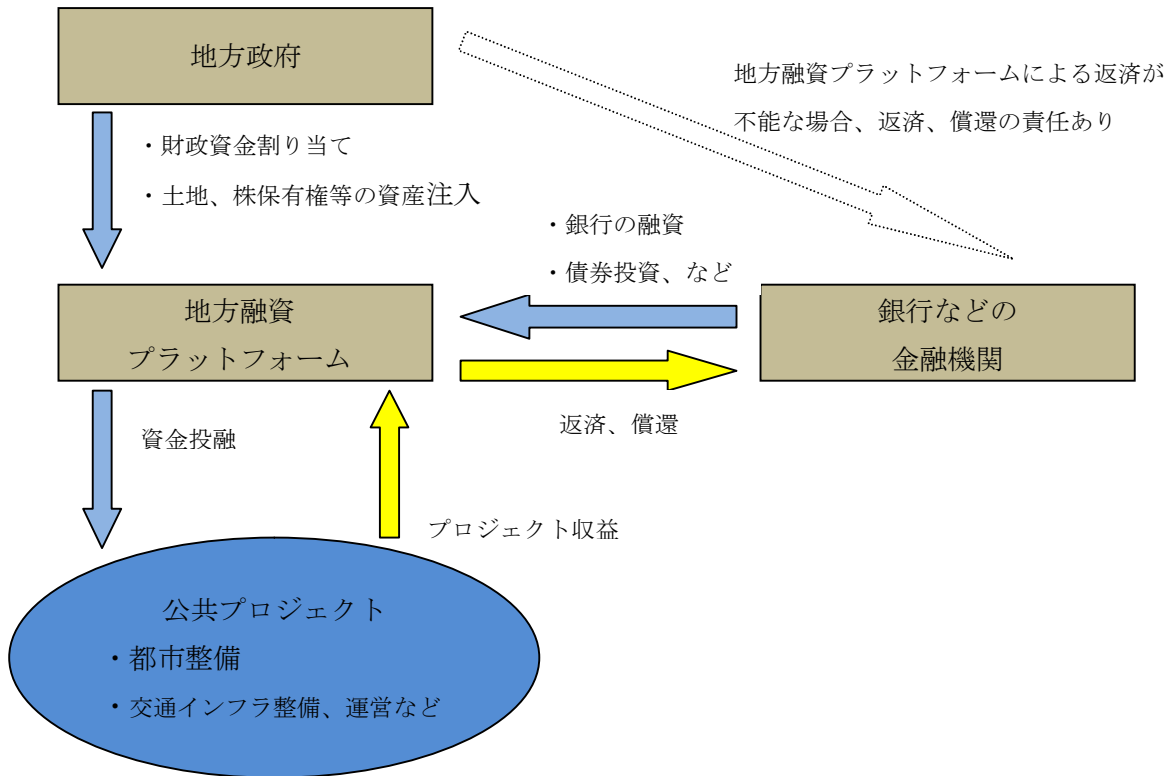 地方政府
地方融資プラットフォームによる返済が
不能な場合、返済、償還の責任あり
・財政資金割り当て
・土地、株保有権等の資産注入
・銀行の融資
・債券投資、など
地方融資
プラットフォーム
銀行などの
金融機関
返済、償還
資金投融
プロジェクト収益
公共プロジェクト
・都市整備
・交通インフラ整備、運営など